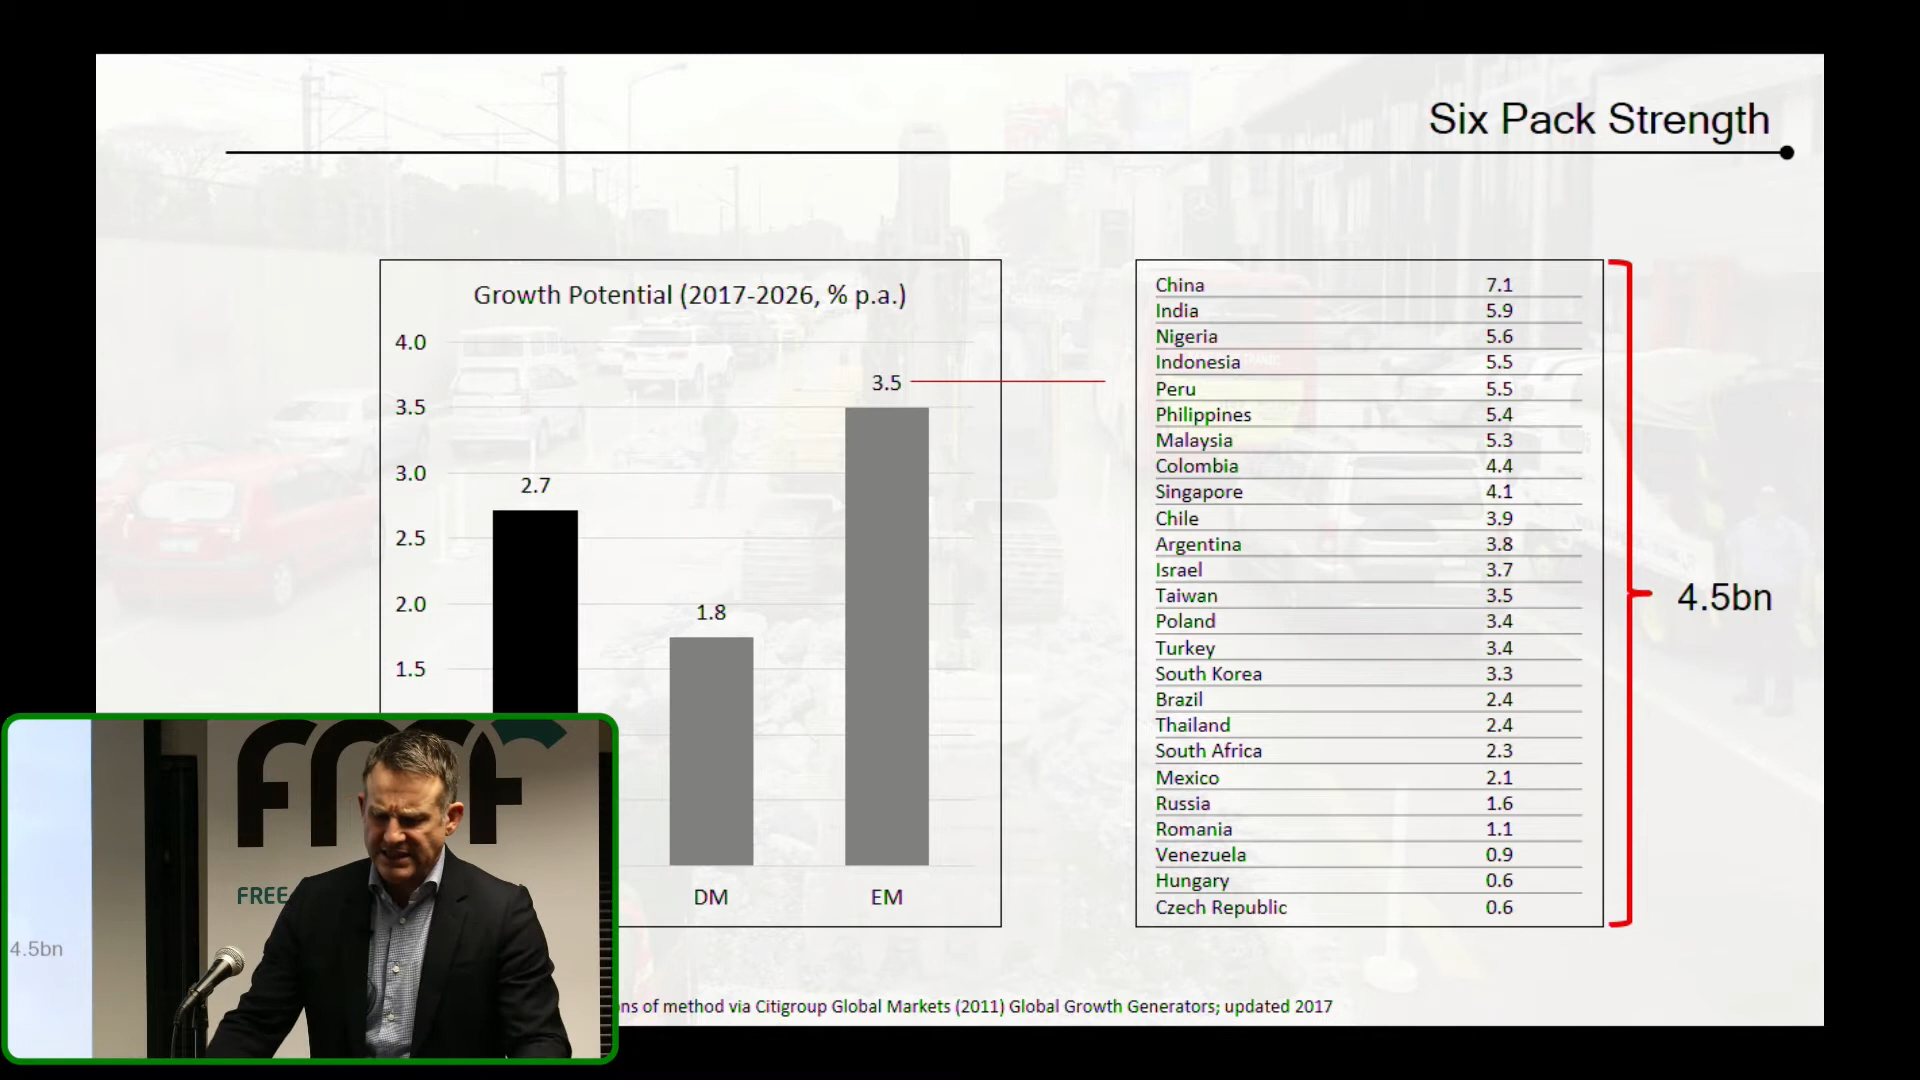 Six Pack Strength
Growth Potential (2017-2026, % p.a.)
4.0
3.5
3.0
2.5
2.0
1.5
2.7
1.8
3.5
DM
EM
China 7.1
India 5.9
Nigeria 5.6
Indonesia 5.5
Peru 5.5
Philippines 5.4
Malaysia 5.3
Colombia 4.4
Singapore 4.1
Chile 3.9
Argentina 3.8
Israel 3.7
Taiwan 3.5
Poland 3.4
Turkey 3.4
South Korea 3.3
Brazil 2.4
Thailand 2.4
South Africa 2.3
Mexico 2.1
Russia 1.6
Romania 1.1
Venezuela 0.9
Hungary 0.6
Czech Republic 0.6
4.5bn
of method via Citigroup Global Markets (2011) Global Growth Generators; updated 2017
FREE
4.5bn